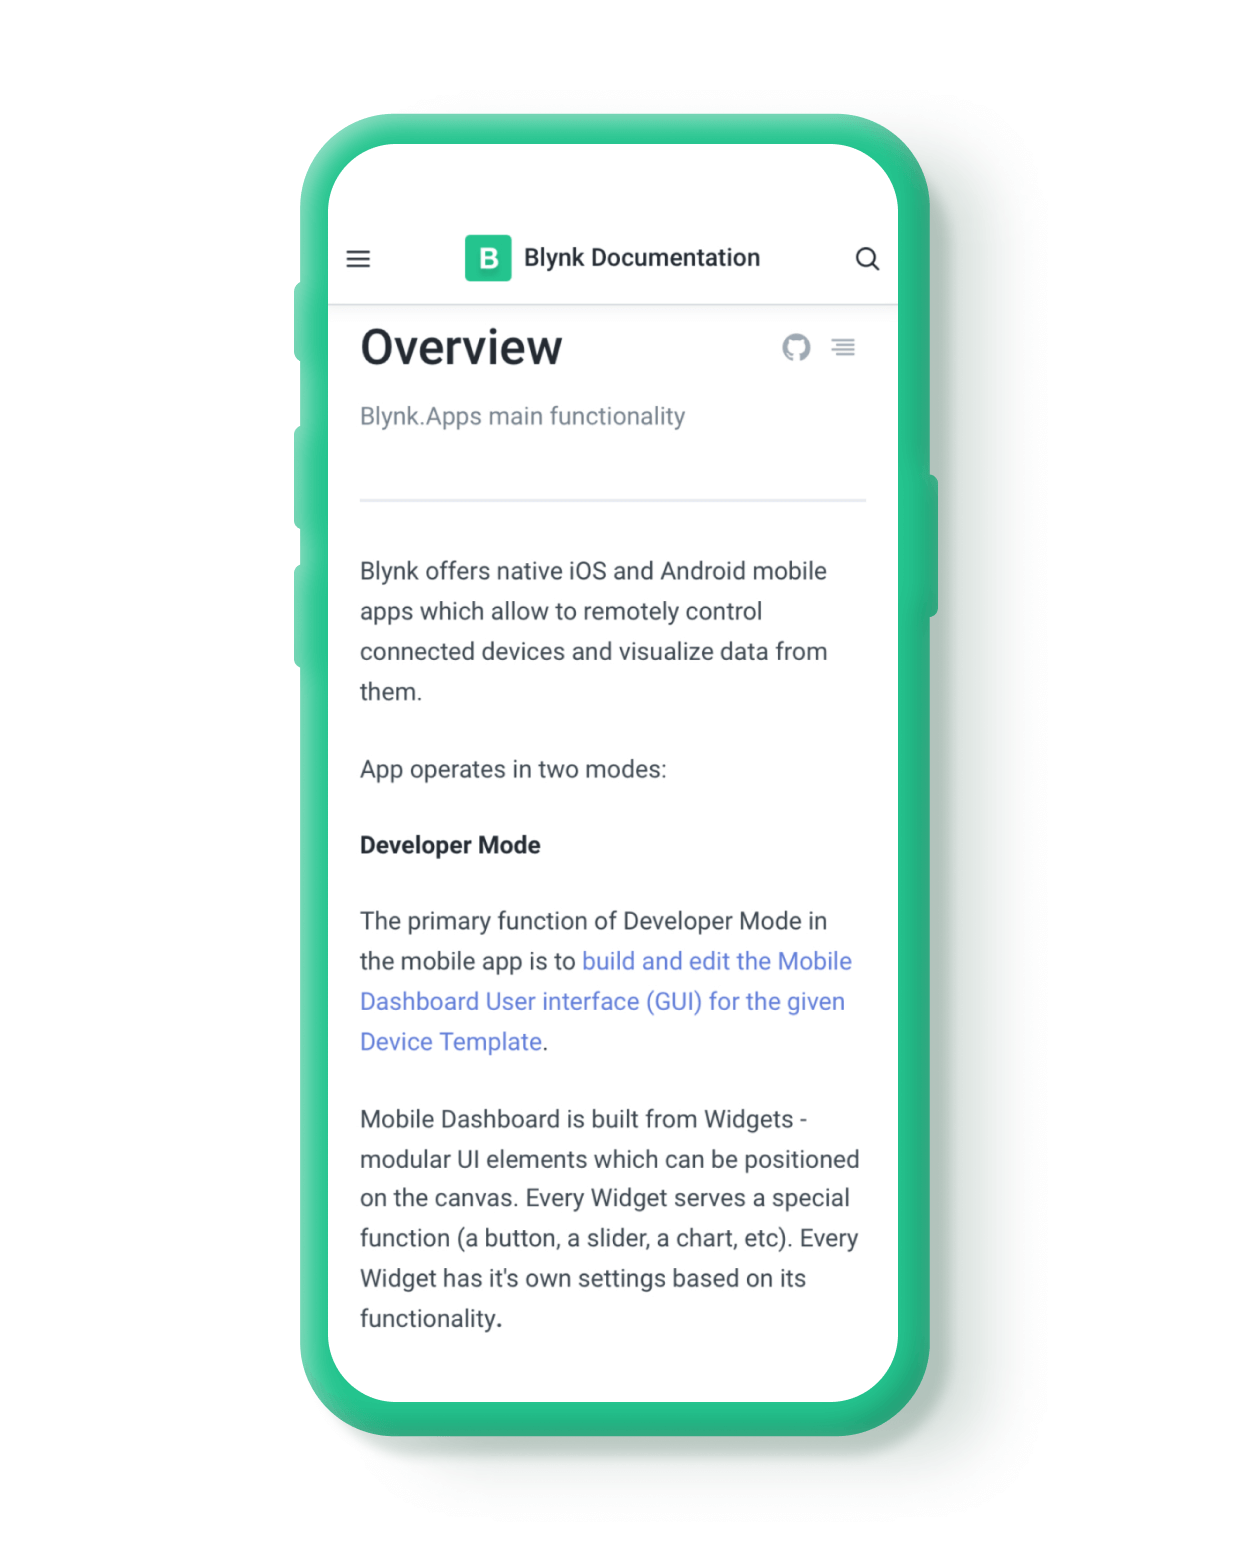 B Blynk Documentation
Overview
Blynk.Apps main functionality
Blynk offers native iOS and Android mobile
apps which allow to remotely control
connected devices and visualize data from
them.
App operates in two modes:
Developer Mode
The primary function of Developer Mode in
the mobile app is to build and edit the Mobile
Dashboard User interface (GUI) for the given
Device Template.
Mobile Dashboard is built from Widgets -
modular UI elements which can be positioned
on the canvas. Every Widget serves a special
function (a button, a slider, a chart, etc). Every
Widget has it's own settings based on its
functionality.